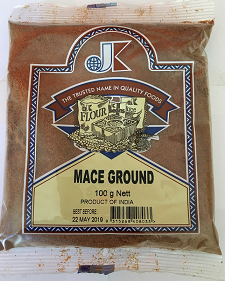 JK
THE TRUSTED NAME IN QUALITY FOODS
FLOUR
Rice
MACE GROUND
100 g Nett
PRODUCT OF INDIA
BEST BEFORE:
22 MAY 2019